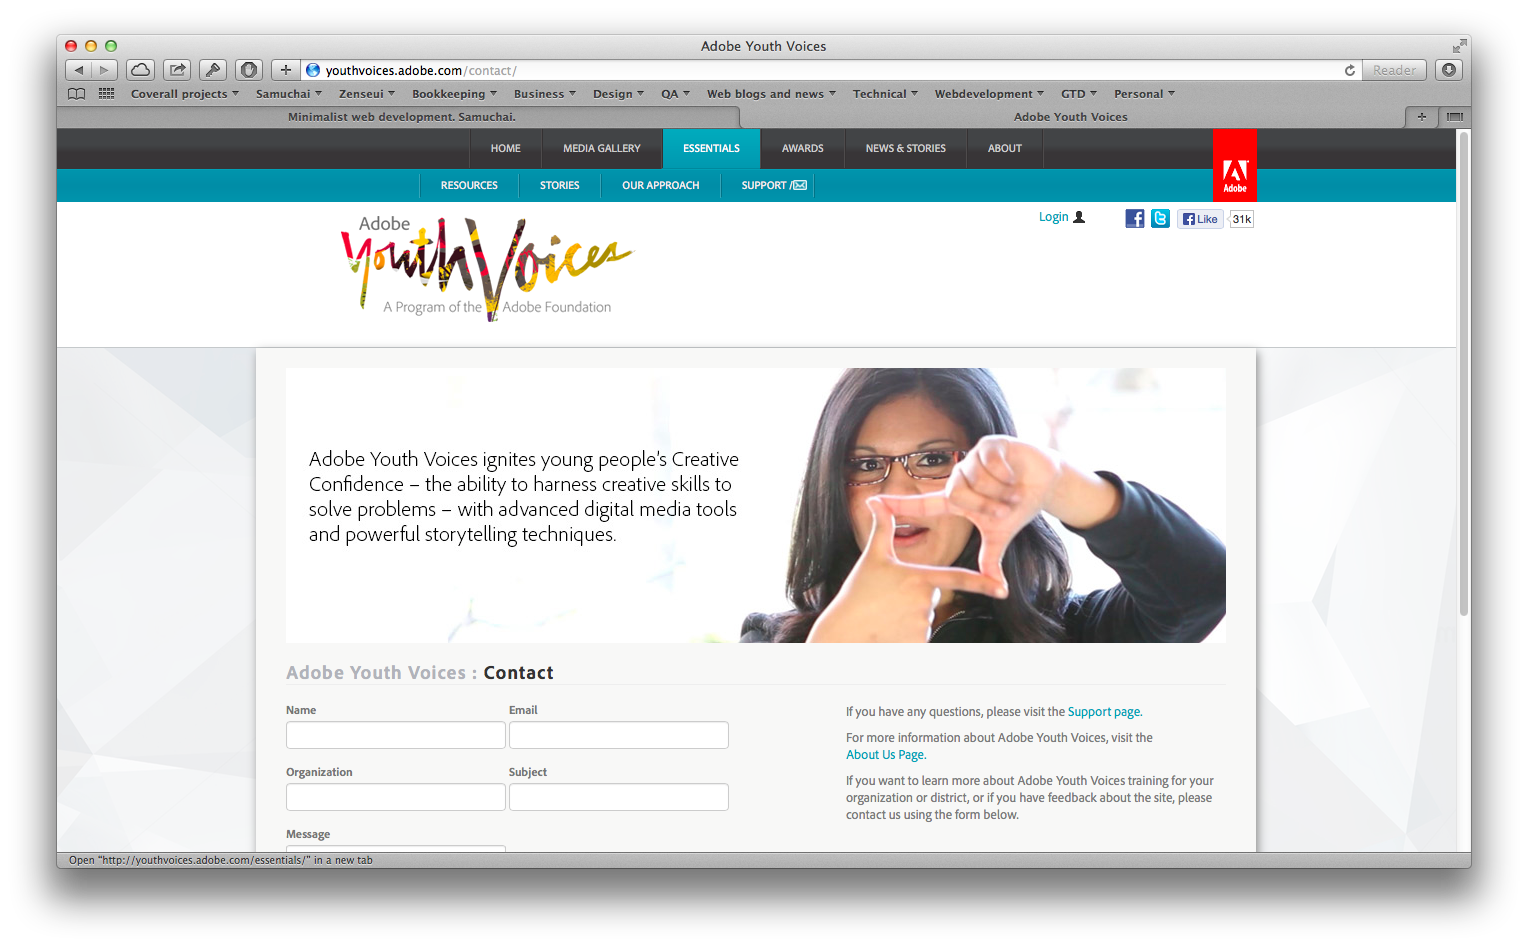 Adobe Youth Voices
youthvoices.adobe.com/contact/
Reader
Coverall projects Samuchai Zenseui Bookkeeping Business Design QA Web blogs and news Technical Webdevelopment GTD Personal
Minimalist web development. Samuchai.
Adobe Youth Voices
HOME MEDIA GALLERY ESSENTIALS AWARDS NEWS & STORIES ABOUT
Adobe
RESOURCES STORIES OUR APPROACH SUPPORT /
Login
Like 31k
Adobe
Youth Voices
A Program of the Adobe Foundation
Adobe Youth Voices ignites young people's Creative
Confidence – the ability to harness creative skills to
solve problems – with advanced digital media tools
and powerful storytelling techniques.
Adobe Youth Voices : Contact
Name Email
Organization Subject
Message
If you have any questions, please visit the Support page.
For more information about Adobe Youth Voices, visit the
About Us Page.
If you want to learn more about Adobe Youth Voices training for your
organization or district, or if you have feedback about the site, please
contact us using the form below.
Open "http://youthvoices.adobe.com/essentials/" in a new tab